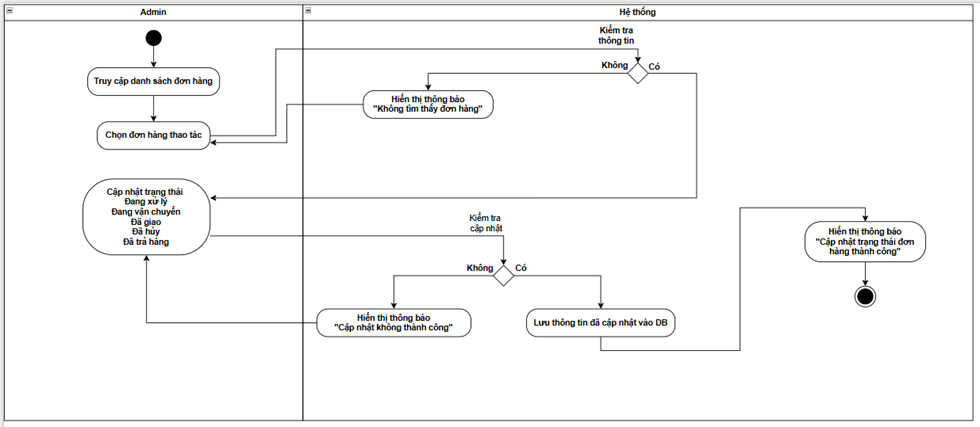 Admin
Hệ thống
Kiểm tra
thông tin
Không
Có
Truy cập danh sách đơn hàng
Hiển thị thông báo
"Không tìm thấy đơn hàng"
Chọn đơn hàng thao tác
Cập nhật trạng thái
Đang xử lý
Đang vận chuyển
Đã giao
Đã hủy
Đã trả hàng
Kiểm tra
cập nhật
Không
Có
Hiển thị thông báo
"Cập nhật trạng thái đơn
hàng thành công"
Hiển thị thông báo
"Cập nhật không thành công"
Lưu thông tin đã cập nhật vào DB